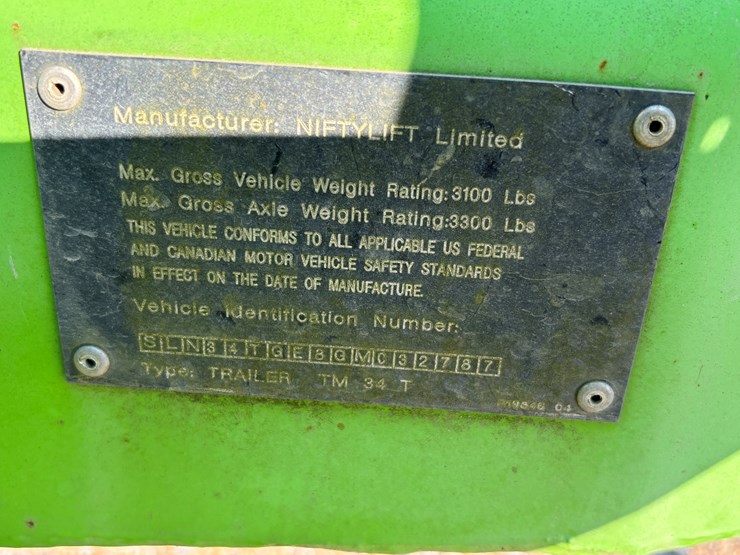 Manufacturer: NIFTYLIFT Limited
Max. Gross Vehicle Weight Rating:3100 Lbs
Max. Gross Axle Weight Rating:3300 Lbs
THIS VEHICLE CONFORMS TO ALL APPLICABLE US FEDERAL
AND CANADIAN MOTOR VEHICLE SAFETY STANDARDS
IN EFFECT ON THE DATE OF MANUFACTURE.
Vehicle Identification Number:
SLN34TGE8GMC32787
Type: TRAILER TM 34 T